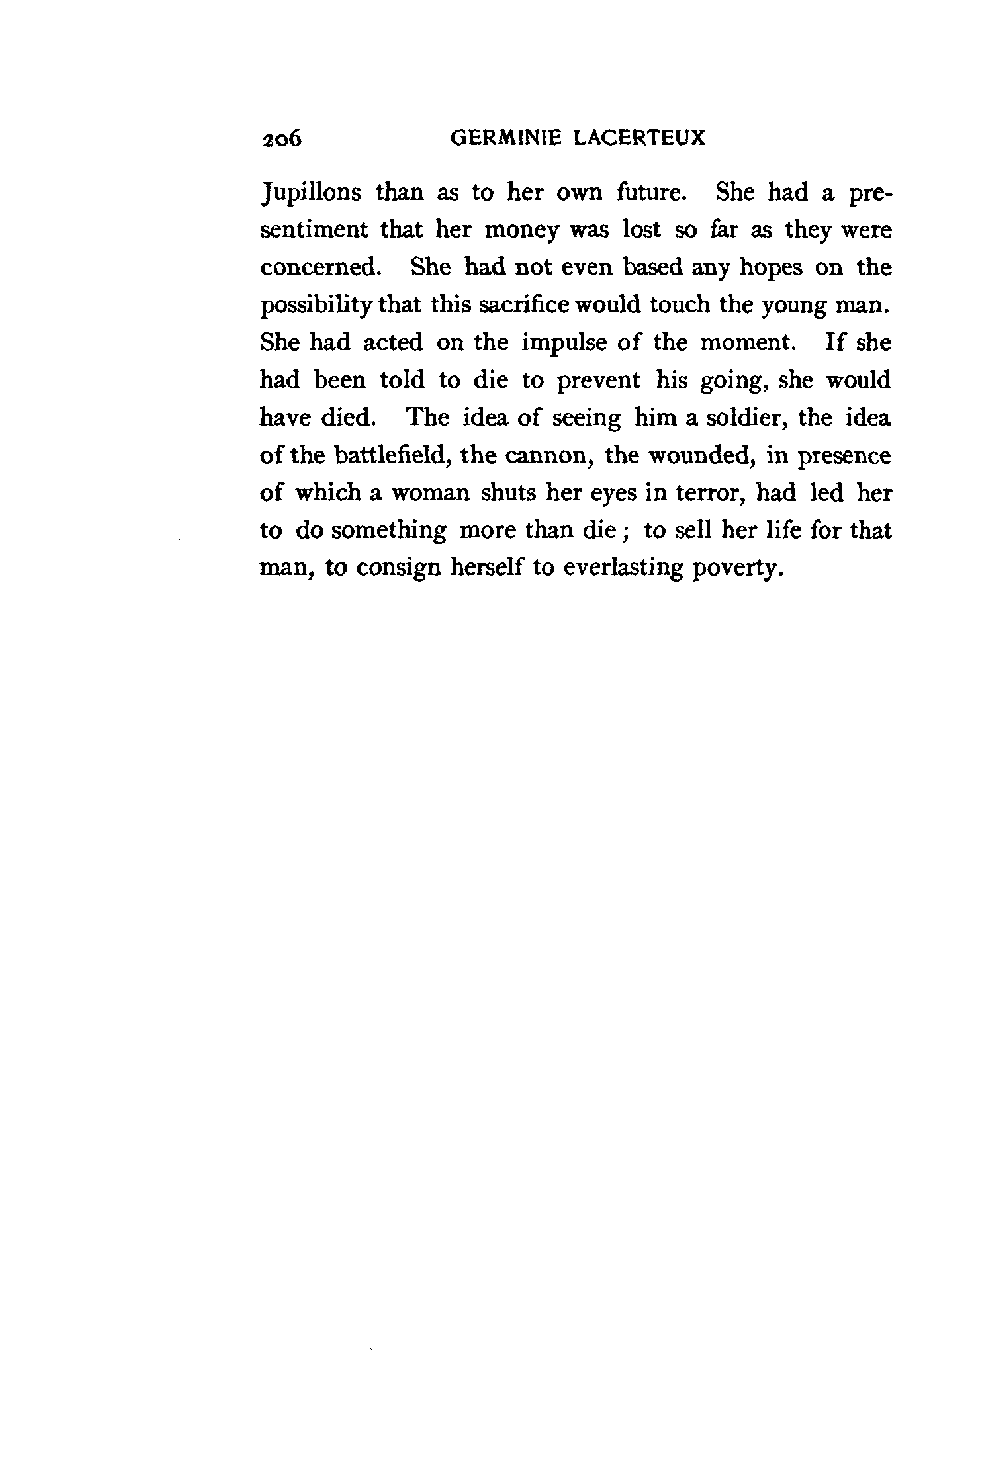 206 GERMINIE LACERTEUX
Jupillons than as to her own future. She had a pre-
sentiment that her money was lost so far as they were
concerned. She had not even based any hopes on the
possibility that this sacrifice would touch the young man.
She had acted on the impulse of the moment. If she
had been told to die to prevent his going, she would
have died. The idea of seeing him a soldier, the idea
of the battlefield, the cannon, the wounded, in presence
of which a woman shuts her eyes in terror, had led her
to do something more than die ; to sell her life for that
man, to consign herself to everlasting poverty.